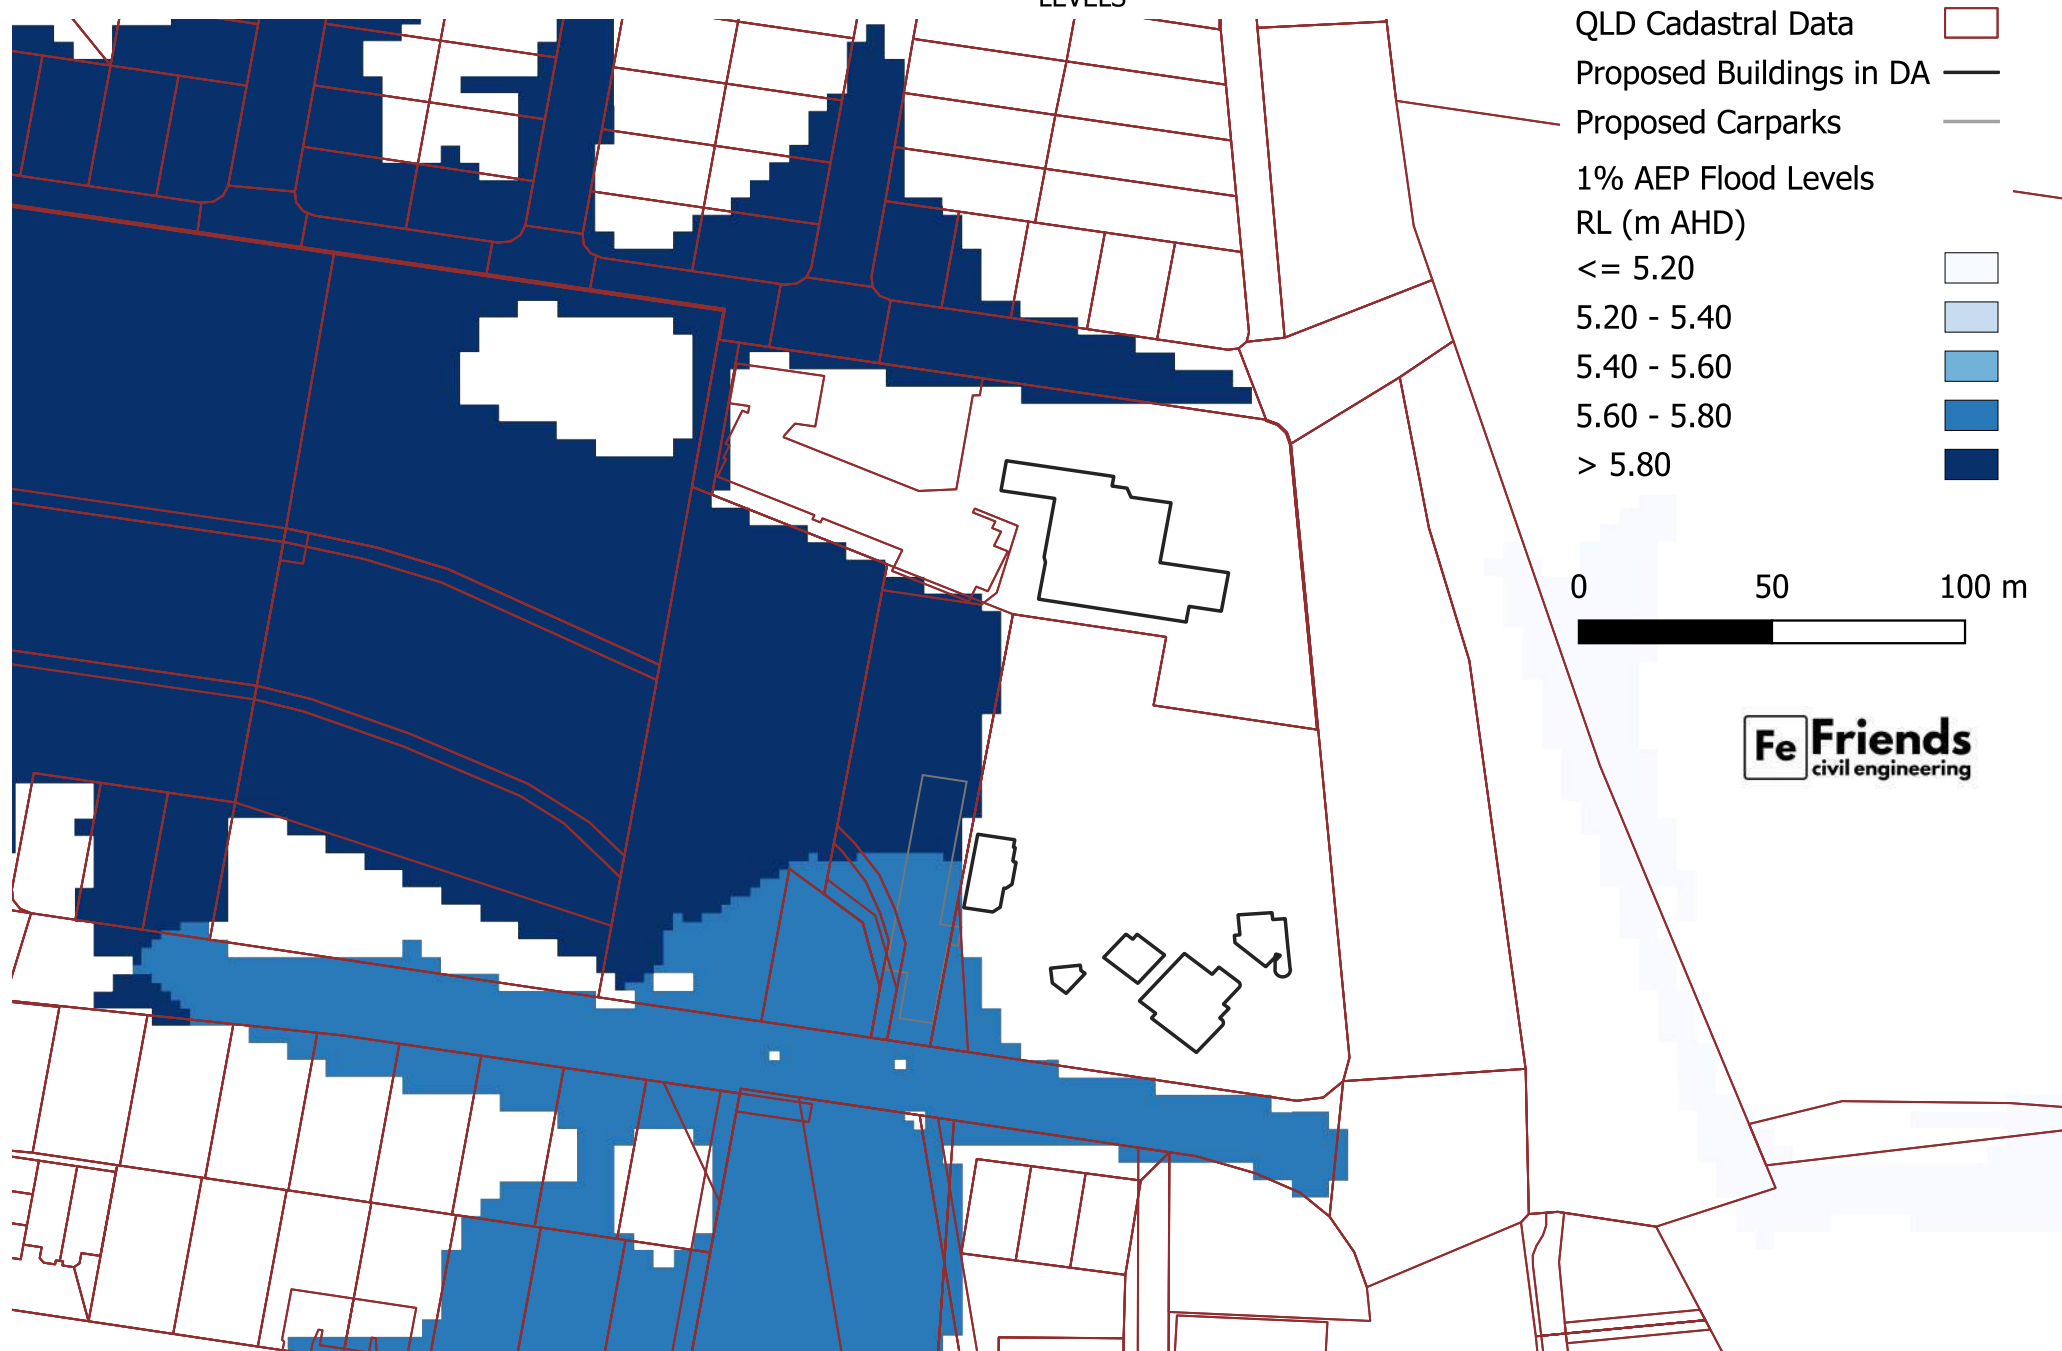 LEVELS
QLD Cadastral Data
Proposed Buildings in DA
Proposed Carparks
1% AEP Flood Levels
RL (m AHD)
<= 5.20
5.20 - 5.40
5.40 - 5.60
5.60 - 5.80
> 5.80
0 50 100 m
Fe Friends
civil engineering